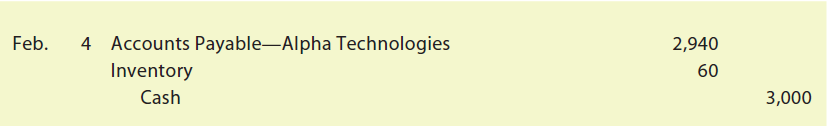 Feb. 4 Accounts Payable—Alpha Technologies 2,940
Inventory 60
Cash 3,000